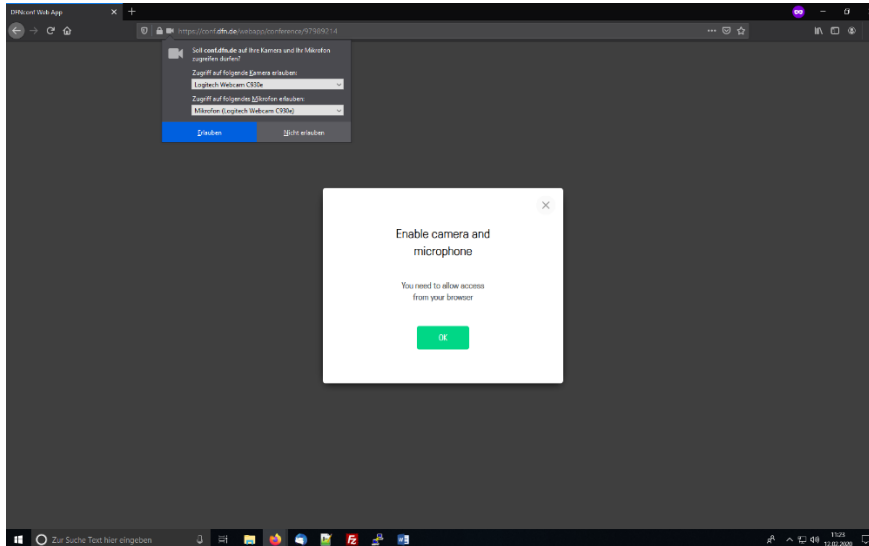 DFNconf Web App
https://conf.dfn.de/webapp/conference/97989214
Soll conf.dfn.de auf Ihre Kamera und Ihr Mikrofon
zugreifen dürfen?
Zugriff auf folgende Kamera erlauben:
Logitech Webcam C930e
Zugriff auf folgendes Mikrofon erlauben:
Mikrofon (Logitech Webcam C930e)
Erlauben Nicht erlauben
Enable camera and
microphone
You need to allow access
from your browser
OK
Zur Suche Text hier eingeben
11:23
12.02.2020